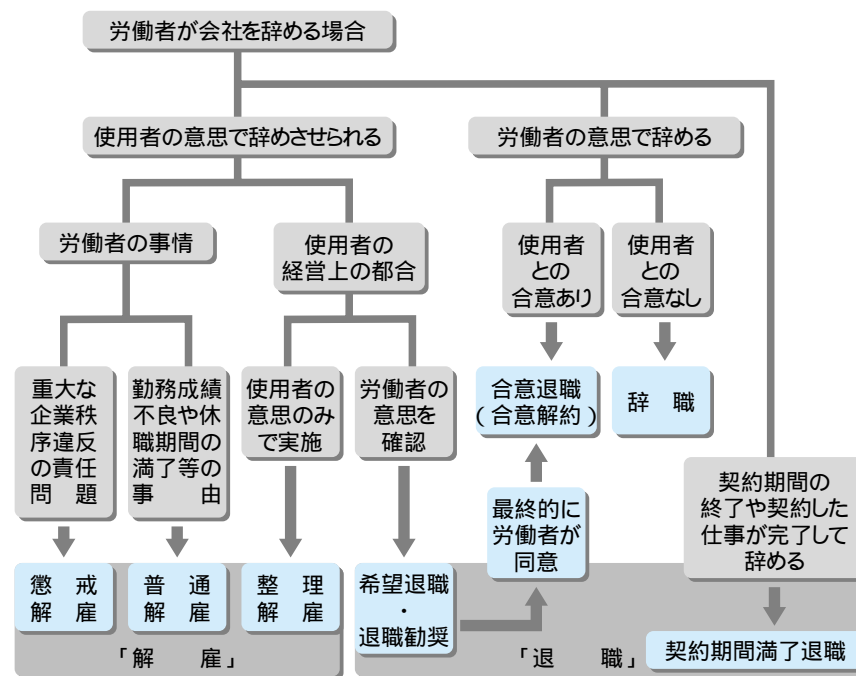 労働者が会社を辞める場合
使用者の意思で辞めさせられる
労働者の意思で辞める
労働者の事情
使用者の
経営上の都合
使用者
との
合意あり
使用者
との
合意なし
重大な
企業秩
序違反
の責任
問題
勤務成績
不良や休
職期間の
満了等の
事由
使用者の
意思のみ
で実施
労働者の
意思を
確認
合意退職
(合意解約)
辞職
最終的に
労働者が
同意
契約期間の
終了や契約した
仕事が完了して
辞める
懲戒
解雇
普通
解雇
整理
解雇
希望退職
・
退職勧奨
契約期間満了退職
「解雇」
「退職」